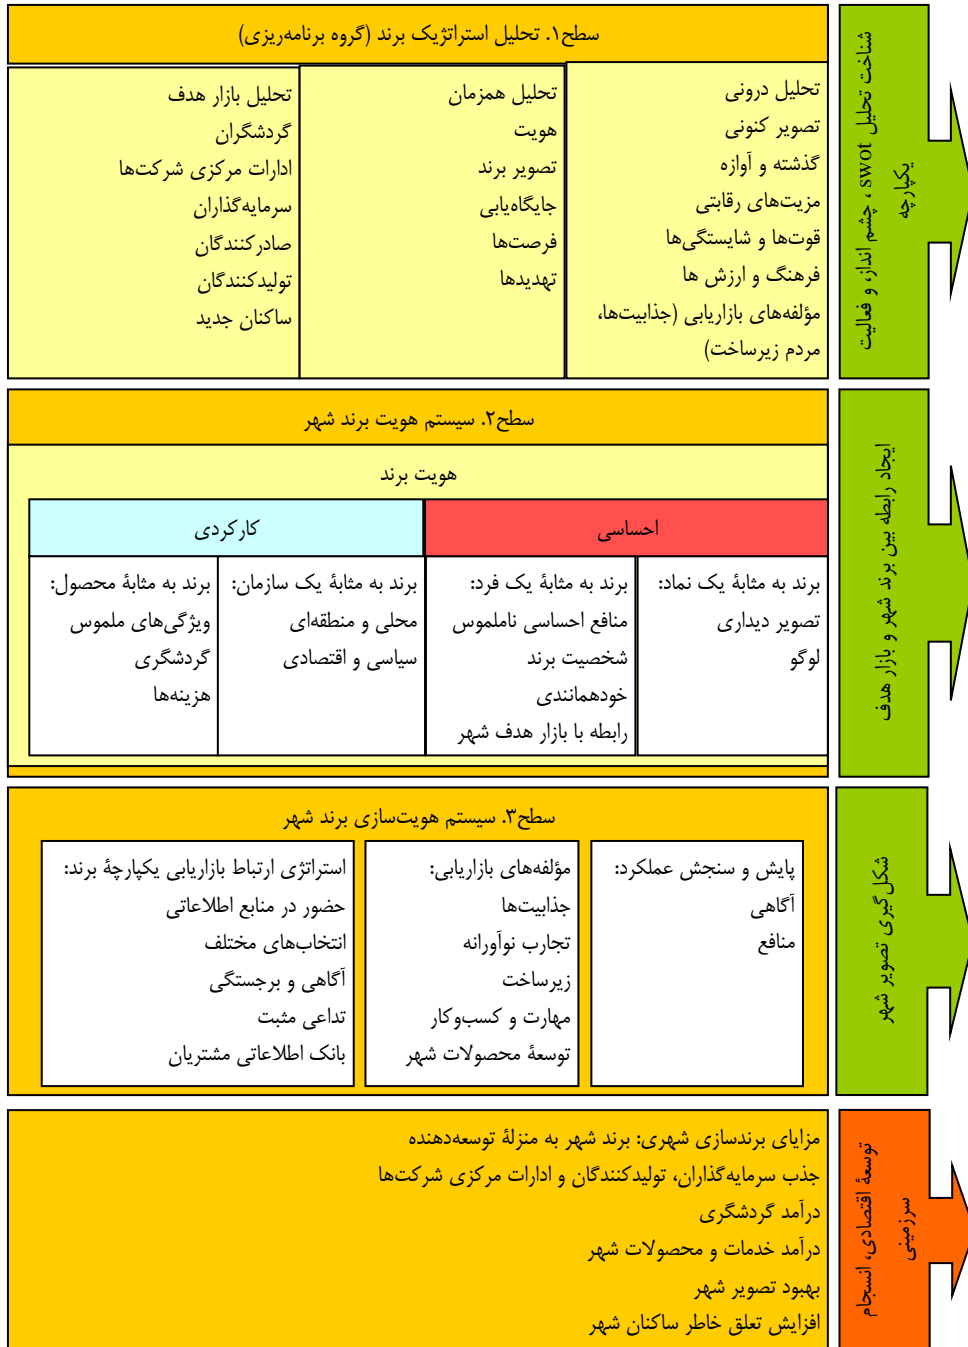 سطح۱. تحلیل استراتژیک برند (گروه برنامه‌ریزی)
تحلیل درونی
تصویر کنونی
گذشته و آوازه
مزیت‌های رقابتی
قوت‌ها و شایستگی‌ها
فرهنگ و ارزش ها
مؤلفه‌های بازاریابی (جذابیت‌ها،
مردم زیرساخت)
تحلیل همزمان
هویت
تصویر برند
جایگاه‌یابی
فرصت‌ها
تهدیدها
تحلیل بازار هدف
گردشگران
ادارات مرکزی شرکت‌ها
سرمایه‌گذاران
صادرکنندگان
تولیدکنندگان
ساکنان جدید
شناخت تحلیل swot ، چشم انداز، و فعالیت
یکپارچه
سطح۲. سیستم هویت برند شهر
هویت برند
احساسی
کارکردی
برند به مثابۀ یک نماد:
تصویر دیداری
لوگو
برند به مثابۀ یک فرد:
منافع احساسی ناملموس
شخصیت برند
خودهمانندی
رابطه با بازار هدف شهر
برند به مثابۀ یک سازمان:
محلی و منطقه‌ای
سیاسی و اقتصادی
برند به مثابۀ محصول:
ویژگی‌های ملموس
گردشگری
هزینه‌ها
ایجاد رابطه بین برند شهر و بازار هدف
سطح۳. سیستم هویت‌سازی برند شهر
پایش و سنجش عملکرد:
آگاهی
منافع
مؤلفه‌های بازاریابی:
جذابیت‌ها
تجارب نوآورانه
زیرساخت
مهارت و کسب‌وکار
توسعۀ محصولات شهر
استراتژی ارتباط بازاریابی یکپارچۀ برند:
حضور در منابع اطلاعاتی
انتخاب‌های مختلف
آگاهی و برجستگی
تداعی مثبت
بانک اطلاعاتی مشتریان
شکل‌گیری تصویر شهر
مزایای برندسازی شهری: برند شهر به منزلۀ توسعه‌دهنده
جذب سرمایه‌گذاران، تولیدکنندگان و ادارات مرکزی شرکت‌ها
درآمد گردشگری
درآمد خدمات و محصولات شهر
بهبود تصویر شهر
افزایش تعلق خاطر ساکنان شهر
توسعۀ اقتصادی، انسجام
سرزمینی